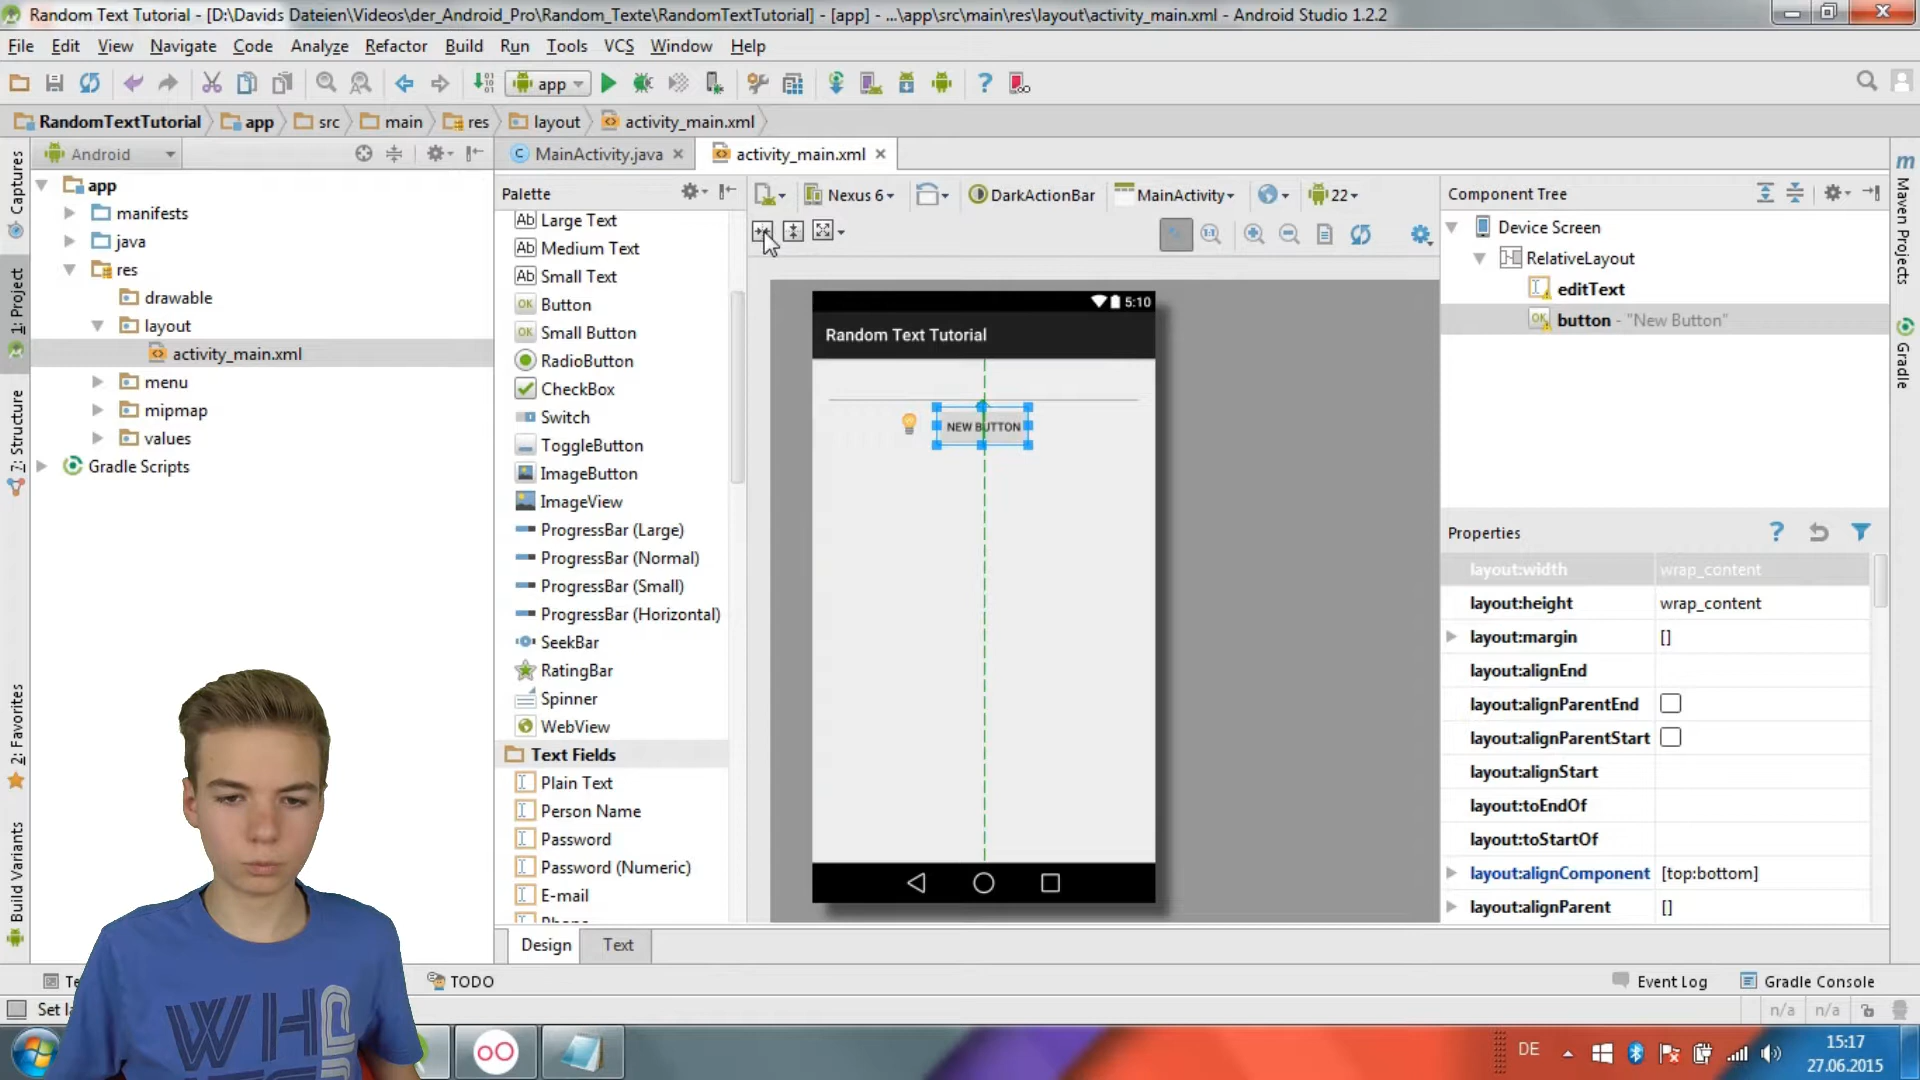 Random Text Tutorial - [D:\Davids Dateien\Videos\der_Android_Pro\Random_Texte\RandomTextTutorial] - [app] - ...\app\src\main\res\layout\activity_main.xml - Android Studio 1.2.2
File Edit View Navigate Code Analyze Refactor Build Run Tools VCS Window Help
app
RandomTextTutorial app src main res layout activity_main.xml
Android
MainActivity.java activity_main.xml
Captures
1: Project
7: Structure
2: Favorites
Build Variants
app
manifests
java
res
drawable
layout
activity_main.xml
menu
mipmap
values
Gradle Scripts
Palette
Large Text
Medium Text
Small Text
Button
Small Button
RadioButton
CheckBox
Switch
ToggleButton
ImageButton
ImageView
ProgressBar (Large)
ProgressBar (Normal)
ProgressBar (Small)
ProgressBar (Horizontal)
SeekBar
RatingBar
Spinner
WebView
Text Fields
Plain Text
Person Name
Password
Password (Numeric)
E-mail
Nexus 6 DarkActionBar MainActivity 22
5:10
Random Text Tutorial
NEW BUTTON
Design Text
Component Tree
Device Screen
RelativeLayout
editText
button - "New Button"
Properties
layout:width wrap_content
layout:height wrap_content
layout:margin []
layout:alignEnd
layout:alignParentEnd
layout:alignParentStart
layout:alignStart
layout:toEndOf
layout:toStartOf
layout:alignComponent [top:bottom]
layout:alignParent []
Maven Projects
Gradle
TODO
Event Log Gradle Console
Set
n/a n/a
WH
DE
15:17
27.06.2015